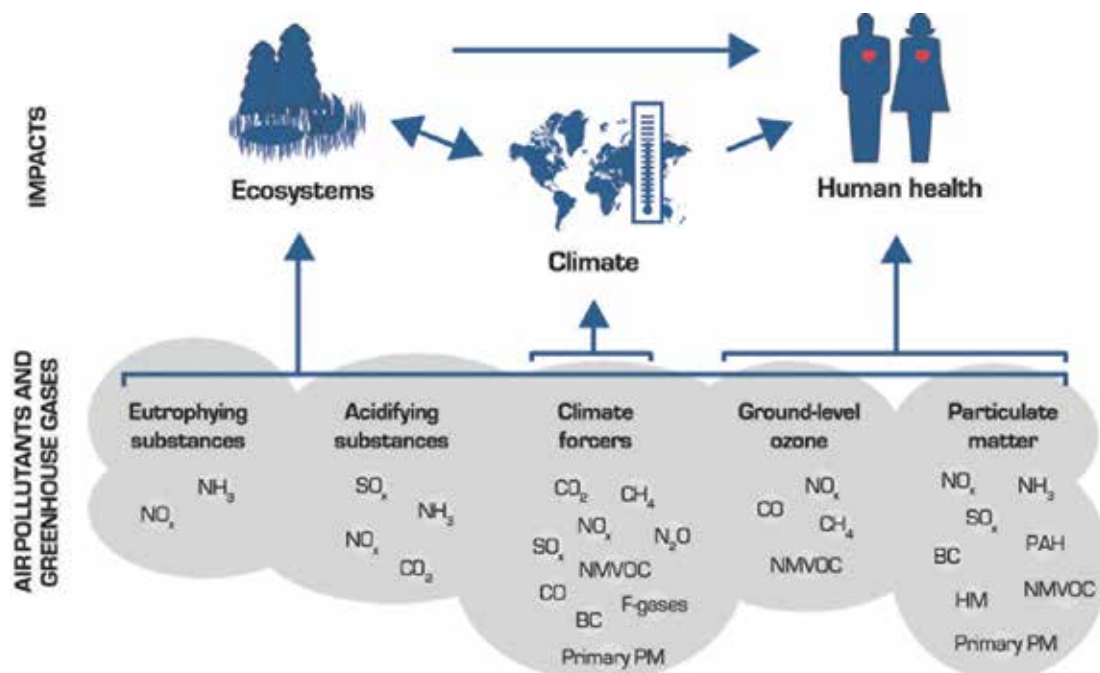 IMPACTS
Ecosystems
Climate
Human health
AIR POLLUTANTS AND
GREENHOUSE GASES
Eutrophying
substances
NH₃
NOₓ
Acidifying
substances
SOₓ
NH₃
NOₓ
CO₂
Climate
forcers
CO₂
CH₄
NOₓ
N₂O
SOₓ
NMVOC
CO
F-gases
BC
Primary PM
Ground-level
ozone
NOₓ
CO
CH₄
NMVOC
Particulate
matter
NOₓ
NH₃
SOₓ
PAH
BC
NMVOC
HM
Primary PM